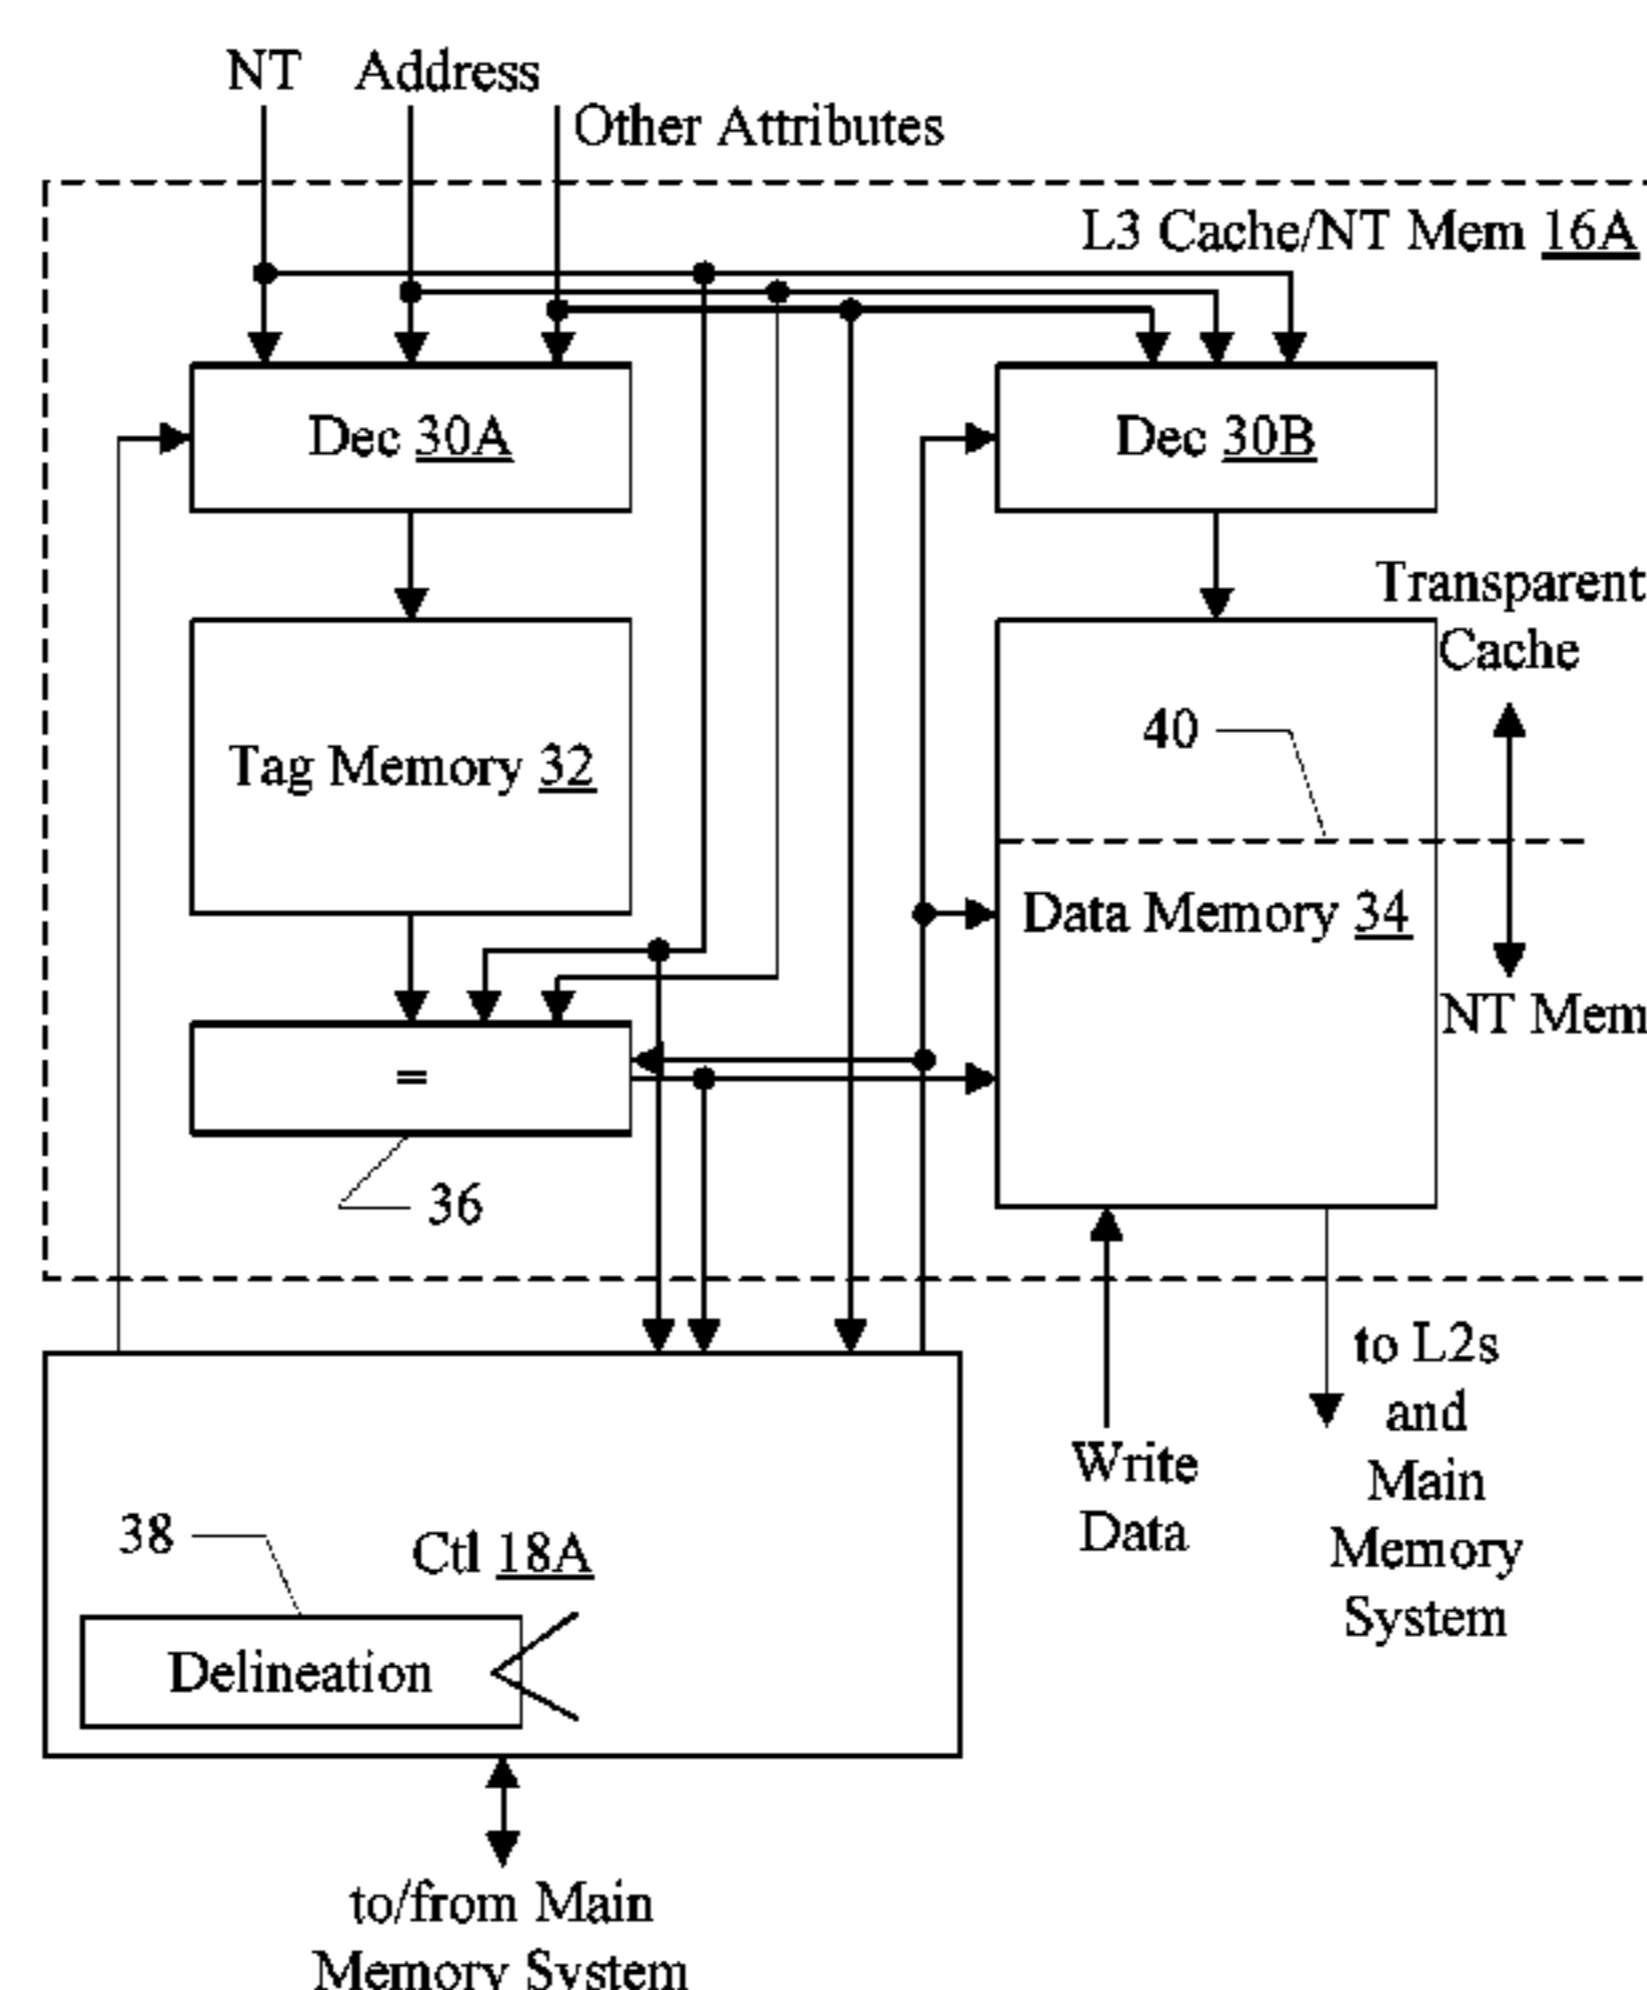 NT Address
Other Attributes
L3 Cache/NT Mem 16A
Dec 30A
Dec 30B
Transparent
Cache
40
Tag Memory 32
Data Memory 34
NT Mem
=
36
to L2s
and
Main
Memory
System
Write
Data
38
Ctl 18A
Delineation
to/from Main
Memory System